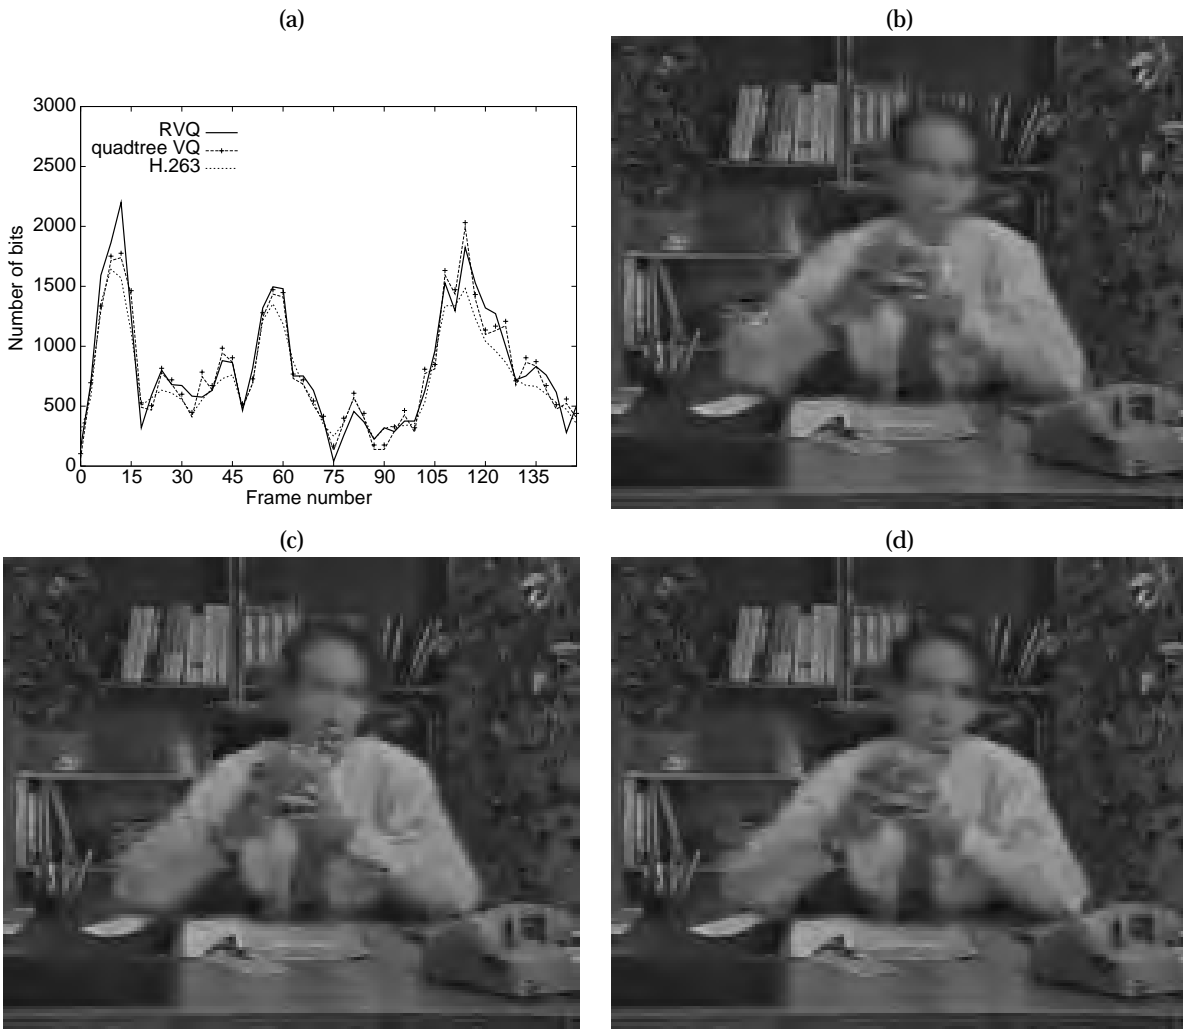 (a)
3000
2500
2000
1500
1000
500
0
Number of bits
RVQ
quadtree VQ
H.263
0 15 30 45 60 75 90 105 120 135
Frame number
(b)
(c)
(d)